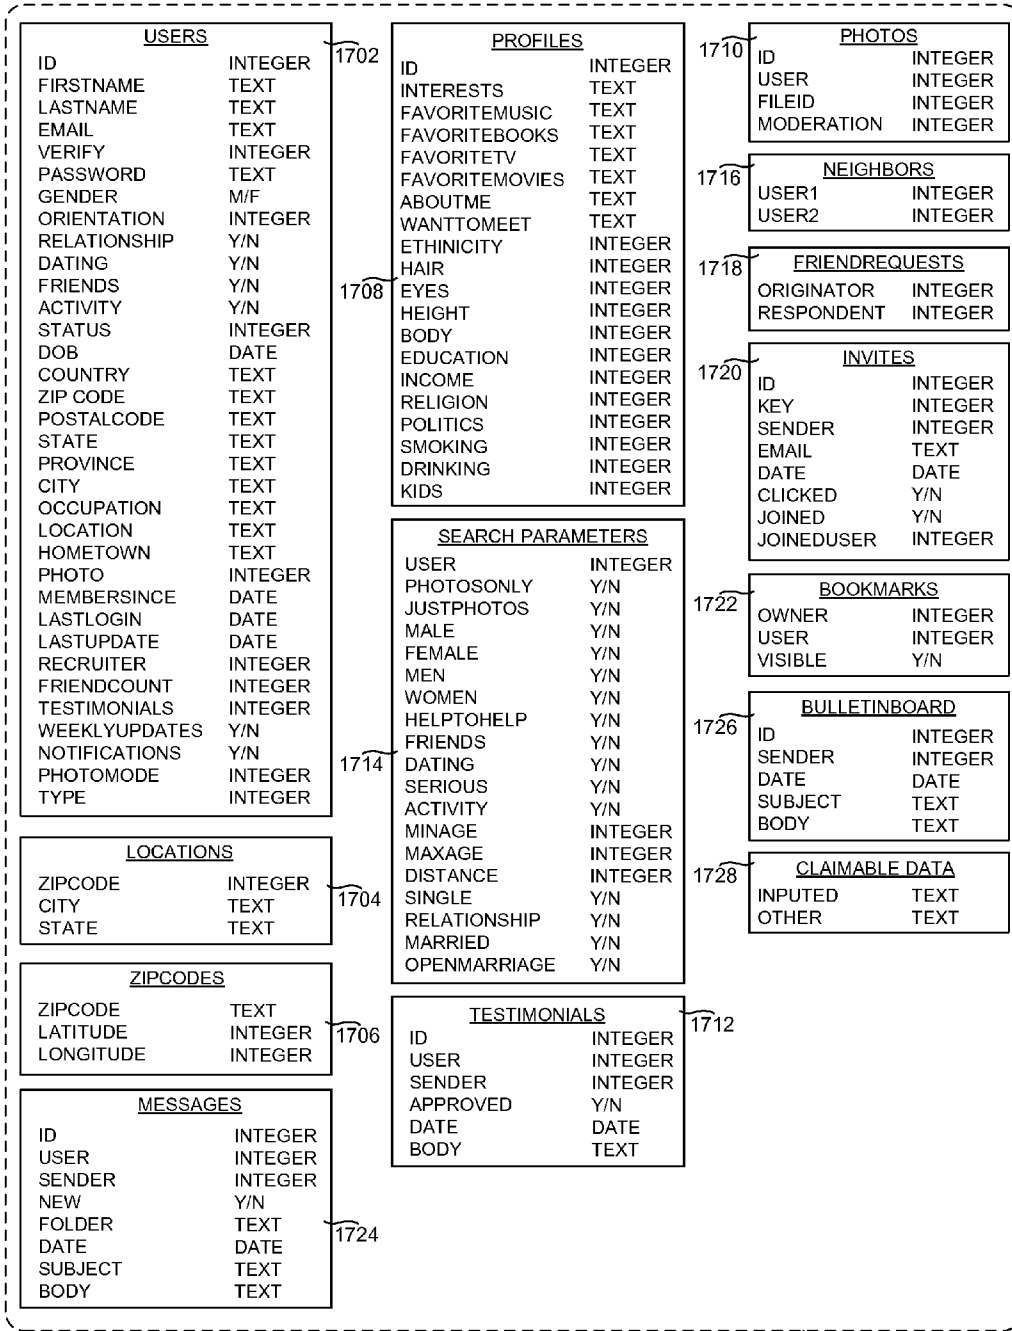 USERS
ID INTEGER
FIRSTNAME TEXT
LASTNAME TEXT
EMAIL TEXT
VERIFY INTEGER
PASSWORD TEXT
GENDER M/F
ORIENTATION INTEGER
RELATIONSHIP Y/N
DATING Y/N
FRIENDS Y/N
ACTIVITY Y/N
STATUS INTEGER
DOB DATE
COUNTRY TEXT
ZIP CODE TEXT
POSTALCODE TEXT
STATE TEXT
PROVINCE TEXT
CITY TEXT
OCCUPATION TEXT
LOCATION TEXT
HOMETOWN TEXT
PHOTO INTEGER
MEMBERSINCE DATE
LASTLOGIN DATE
LASTUPDATE DATE
RECRUITER INTEGER
FRIENDCOUNT INTEGER
TESTIMONIALS INTEGER
WEEKLYUPDATES Y/N
NOTIFICATIONS Y/N
PHOTOMODE INTEGER
TYPE INTEGER
1702
LOCATIONS
ZIPCODE INTEGER
CITY TEXT
STATE TEXT
1704
ZIPCODES
ZIPCODE TEXT
LATITUDE INTEGER
LONGITUDE INTEGER
1706
MESSAGES
ID INTEGER
USER INTEGER
SENDER INTEGER
NEW Y/N
FOLDER TEXT
DATE DATE
SUBJECT TEXT
BODY TEXT
1724
PROFILES
ID INTEGER
INTERESTS TEXT
FAVORITEMUSIC TEXT
FAVORITEBOOKS TEXT
FAVORITETV TEXT
FAVORITEMOVIES TEXT
ABOUTME TEXT
WANTTOMEET TEXT
ETHINICITY INTEGER
HAIR INTEGER
EYES INTEGER
HEIGHT INTEGER
BODY INTEGER
EDUCATION INTEGER
INCOME INTEGER
RELIGION INTEGER
POLITICS INTEGER
SMOKING INTEGER
DRINKING INTEGER
KIDS INTEGER
1708
SEARCH PARAMETERS
USER INTEGER
PHOTOSONLY Y/N
JUSTPHOTOS Y/N
MALE Y/N
FEMALE Y/N
MEN Y/N
WOMEN Y/N
HELPTOHELP Y/N
FRIENDS Y/N
DATING Y/N
SERIOUS Y/N
ACTIVITY Y/N
MINAGE INTEGER
MAXAGE INTEGER
DISTANCE INTEGER
SINGLE Y/N
RELATIONSHIP Y/N
MARRIED Y/N
OPENMARRIAGE Y/N
1714
TESTIMONIALS
ID INTEGER
USER INTEGER
SENDER INTEGER
APPROVED Y/N
DATE DATE
BODY TEXT
1712
PHOTOS
ID INTEGER
USER INTEGER
FILEID INTEGER
MODERATION INTEGER
1710
NEIGHBORS
USER1 INTEGER
USER2 INTEGER
1716
FRIENDREQUESTS
ORIGINATOR INTEGER
RESPONDENT INTEGER
1718
INVITES
ID INTEGER
KEY INTEGER
SENDER INTEGER
EMAIL TEXT
DATE DATE
CLICKED Y/N
JOINED Y/N
JOINEDUSER INTEGER
1720
BOOKMARKS
OWNER INTEGER
USER INTEGER
VISIBLE Y/N
1722
BULLETINBOARD
ID INTEGER
SENDER INTEGER
DATE DATE
SUBJECT TEXT
BODY TEXT
1726
CLAIMABLE DATA
INPUTED TEXT
OTHER TEXT
1728